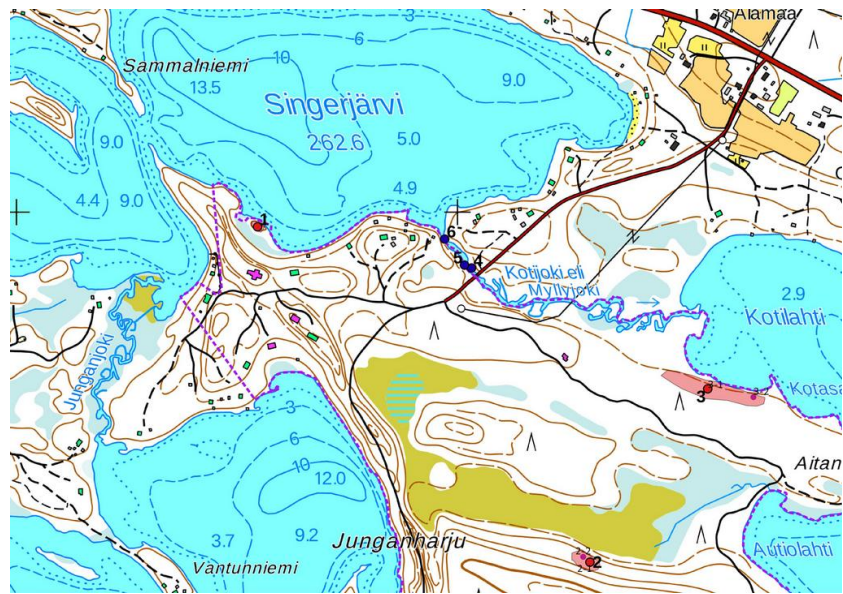 Alamaa
3
Sammalniemi
10
6
13.5
9.0
Singerjärvi
262.6
5.0
9.0
4.4
9.0
4.9
1
6
5
4
Kotijoki eli
Myllyjoki
2.9
Kotilahti
Junganjoki
3
Kotasa
3
6
10
12.0
Aitan
3.7
9.2
Junganharju
Vantunniemi
2
Autiolahti